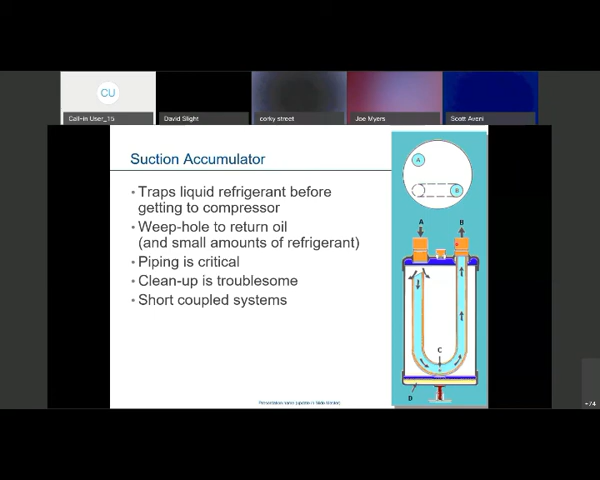 CU
Call-in User_15
David Slight
corky street
Joe Myers
Scott Aveni
Suction Accumulator
• Traps liquid refrigerant before
getting to compressor
• Weep-hole to return oil
(and small amounts of refrigerant)
• Piping is critical
• Clean-up is troublesome
• Short coupled systems
A
B
A
B
C
D